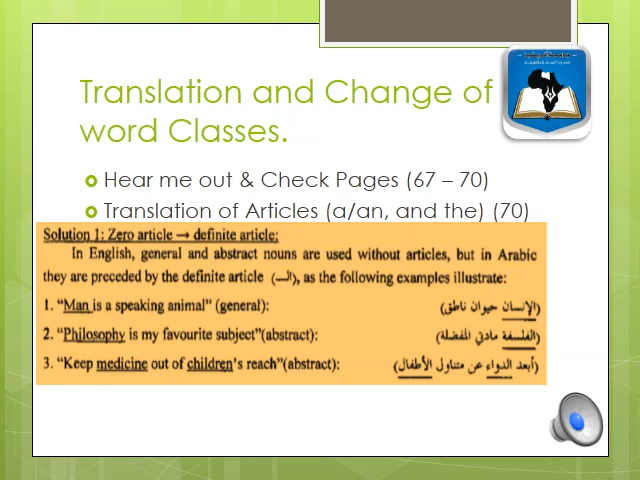 Translation and Change of
word Classes.
Hear me out & Check Pages (67 – 70)
Translation of Articles (a/an, and the) (70)
Solution 1: Zero article → definite article:
In English, general and abstract nouns are used without articles, but in Arabic
they are preceded by the definite article (الـ), as the following examples illustrate:
1. “Man is a speaking animal” (general): (الإنسان حيوان ناطق)
2. “Philosophy is my favourite subject”(abstract): (الفلسفة مادتي المفضلة)
3. “Keep medicine out of children’s reach”(abstract): (أبعد الدواء عن متناول الأطفال)